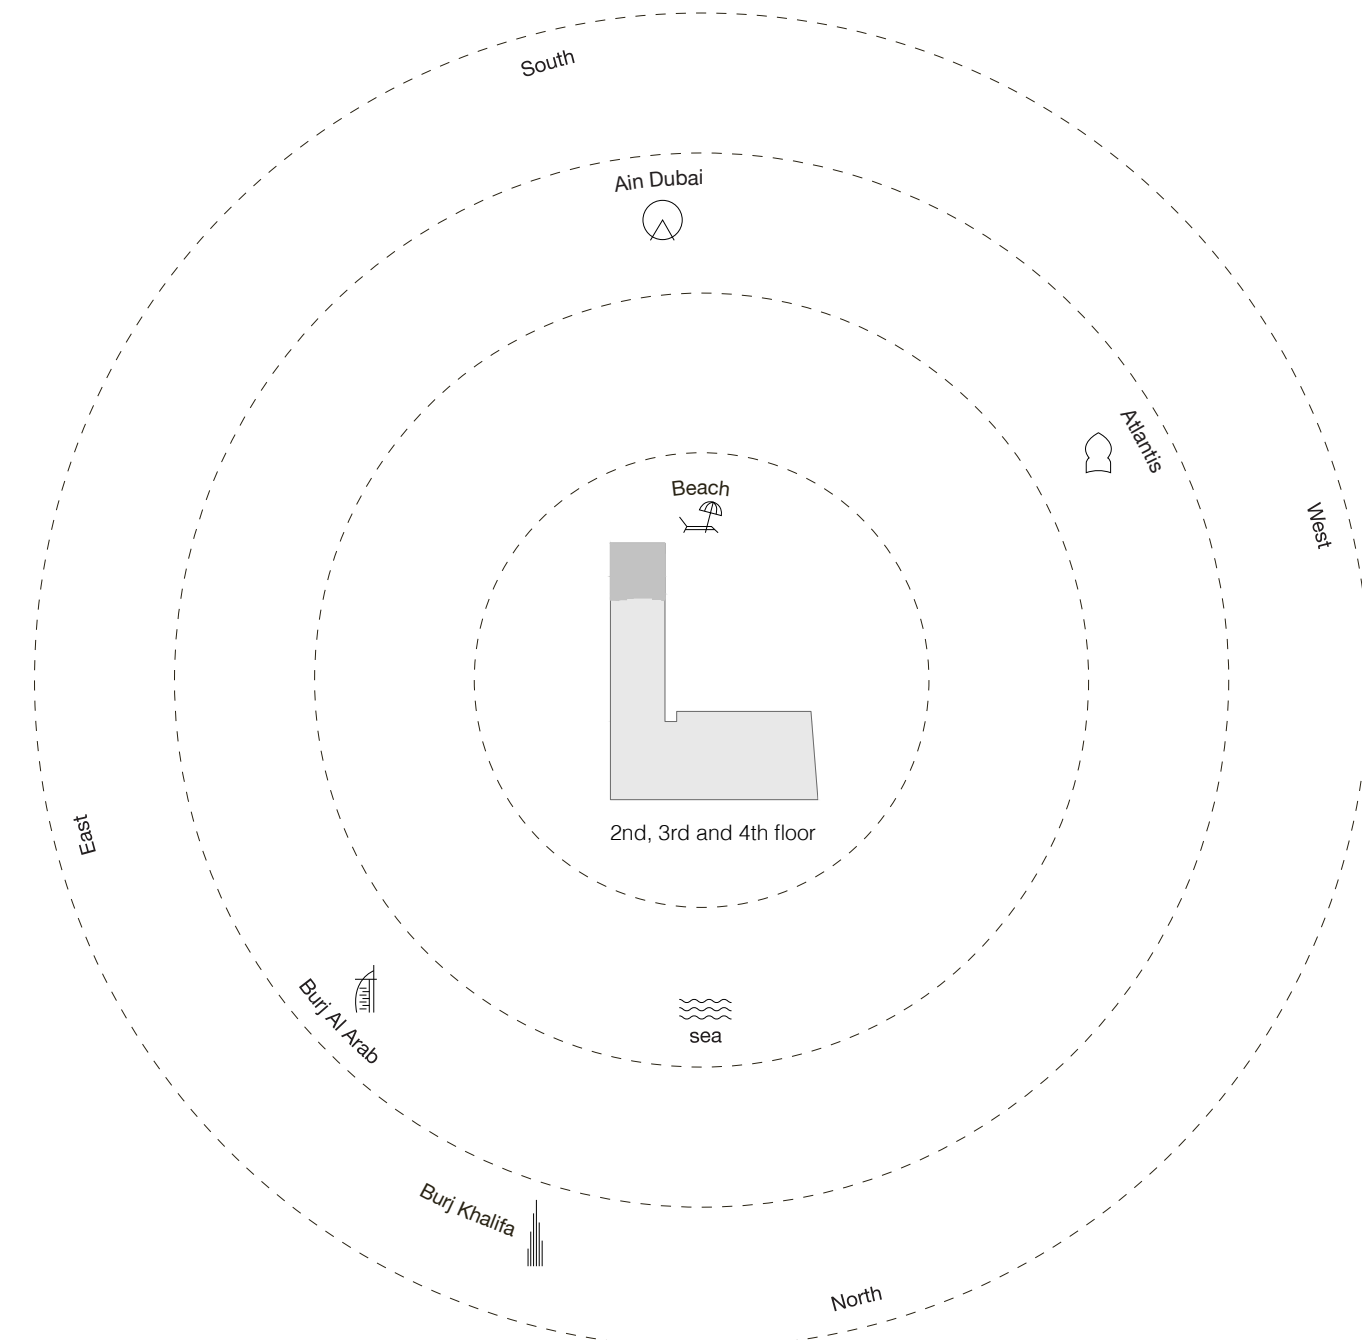 South
Ain Dubai
Atlantis
Beach
West
East
2nd, 3rd and 4th floor
Burj Al Arab
sea
Burj Khalifa
North